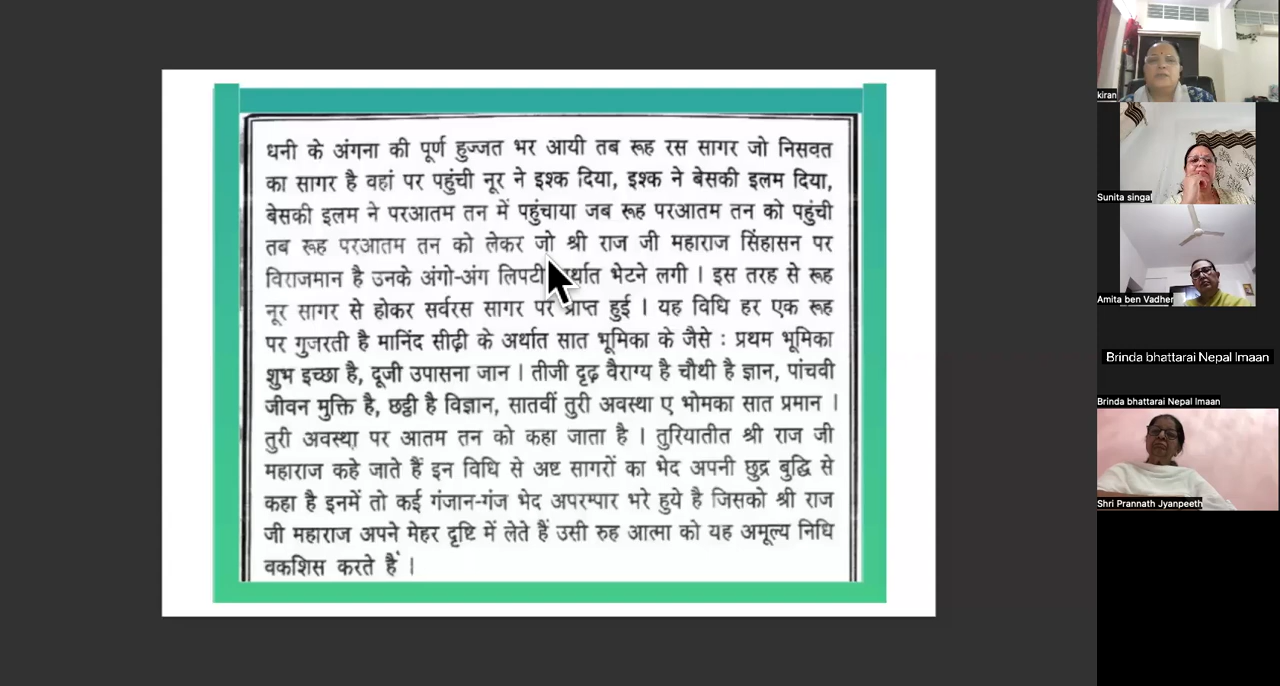 धनी के अंगना की पूर्ण हुज्जत भर आयी तब रूह रस सागर जो निसवत
का सागर है वहां पर पहुंची नूर ने इश्क दिया, इश्क ने बेसकी इलम दिया,
बेसकी इलम ने परआतम तन में पहुंचाया जब रूह परआतम तन को पहुंची
तब रूह परआतम तन को लेकर जो श्री राज जी महाराज सिंहासन पर
विराजमान है उनके अंगो-अंग लिपटी र्थात भेटने लगी । इस तरह से रूह
नूर सागर से होकर सर्वरस सागर पर प्राप्त हुई । यह विधि हर एक रूह
पर गुजरती है मानिंद सीढ़ी के अर्थात सात भूमिका के जैसे : प्रथम भूमिका
शुभ इच्छा है, दूजी उपासना जान । तीजी दृढ़ वैराग्य है चौथी है ज्ञान, पांचवी
जीवन मुक्ति है, छट्ठी है विज्ञान, सातवीं तुरी अवस्था ए भोमका सात प्रमान ।
तुरी अवस्था पर आतम तन को कहा जाता है । तुरियातीत श्री राज जी
महाराज कहे जाते हैं इन विधि से अष्ट सागरों का भेद अपनी छुद्र बुद्धि से
कहा है इनमें तो कई गंजान-गंज भेद अपरम्पार भरे हुये है जिसको श्री राज
जी महाराज अपने मेहर दृष्टि में लेते हैं उसी रुह आत्मा को यह अमूल्य निधि
वकशिस करते हैं ।
kiran
Sunita singal
Amita ben Vadher
Brinda bhattarai Nepal Imaan
Brinda bhattarai Nepal Imaan
Shri Prannath Jyanpeeth